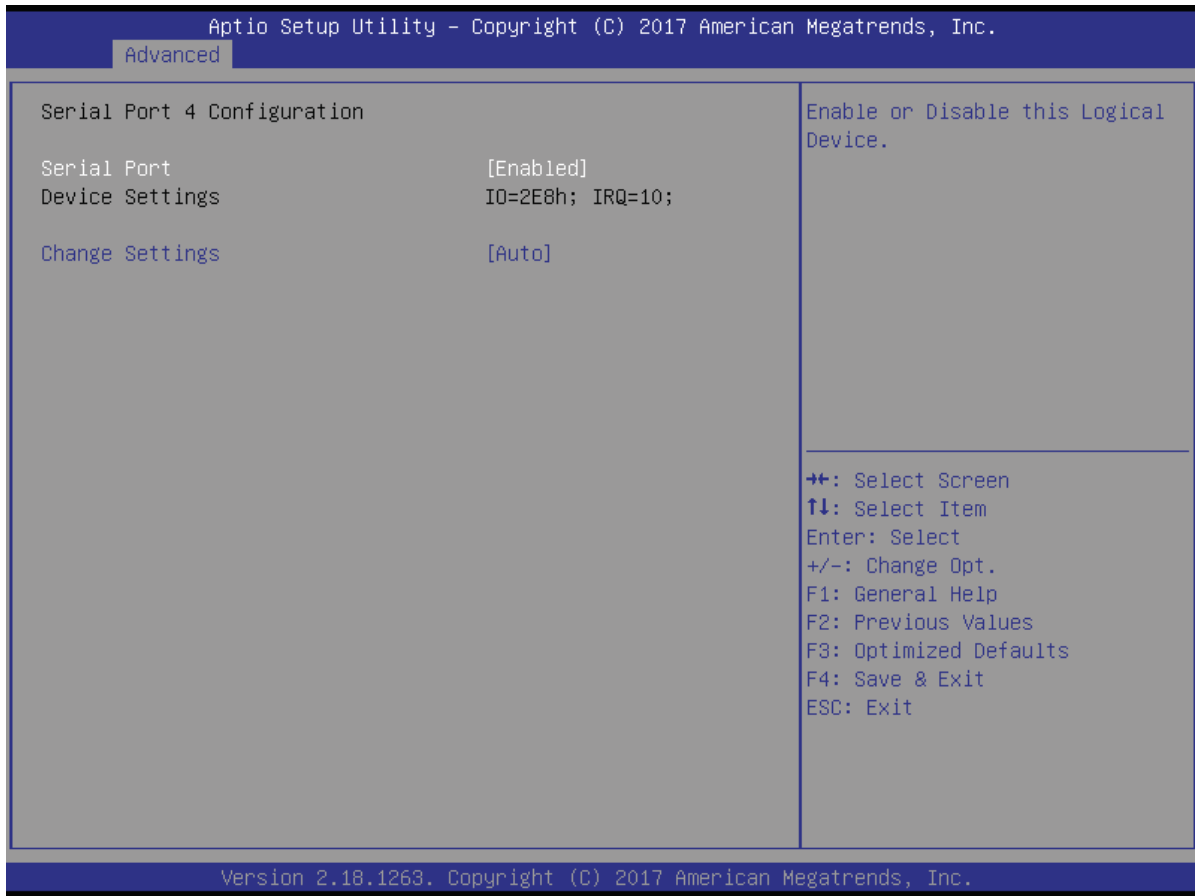 Aptio Setup Utility – Copyright (C) 2017 American Megatrends, Inc.
Advanced
Serial Port 4 Configuration
Serial Port [Enabled]
Device Settings IO=2E8h; IRQ=10;
Change Settings [Auto]
Enable or Disable this Logical
Device.
→←: Select Screen
↑↓: Select Item
Enter: Select
+/-: Change Opt.
F1: General Help
F2: Previous Values
F3: Optimized Defaults
F4: Save & Exit
ESC: Exit
Version 2.18.1263. Copyright (C) 2017 American Megatrends, Inc.